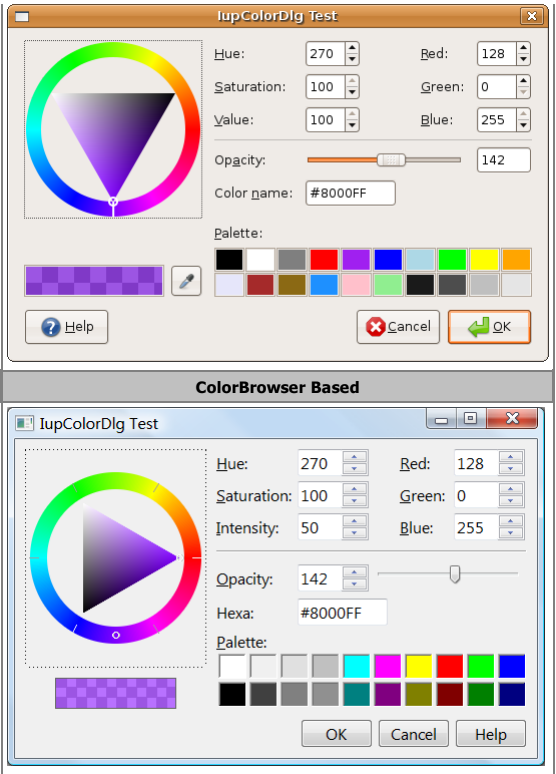 IupColorDlg Test
Hue: 270 Red: 128
Saturation: 100 Green: 0
Value: 100 Blue: 255
Opacity: 142
Color name: #8000FF
Palette:
Help Cancel OK
ColorBrowser Based
IupColorDlg Test
Hue: 270 Red: 128
Saturation: 100 Green: 0
Intensity: 50 Blue: 255
Opacity: 142
Hexa: #8000FF
Palette:
OK Cancel Help